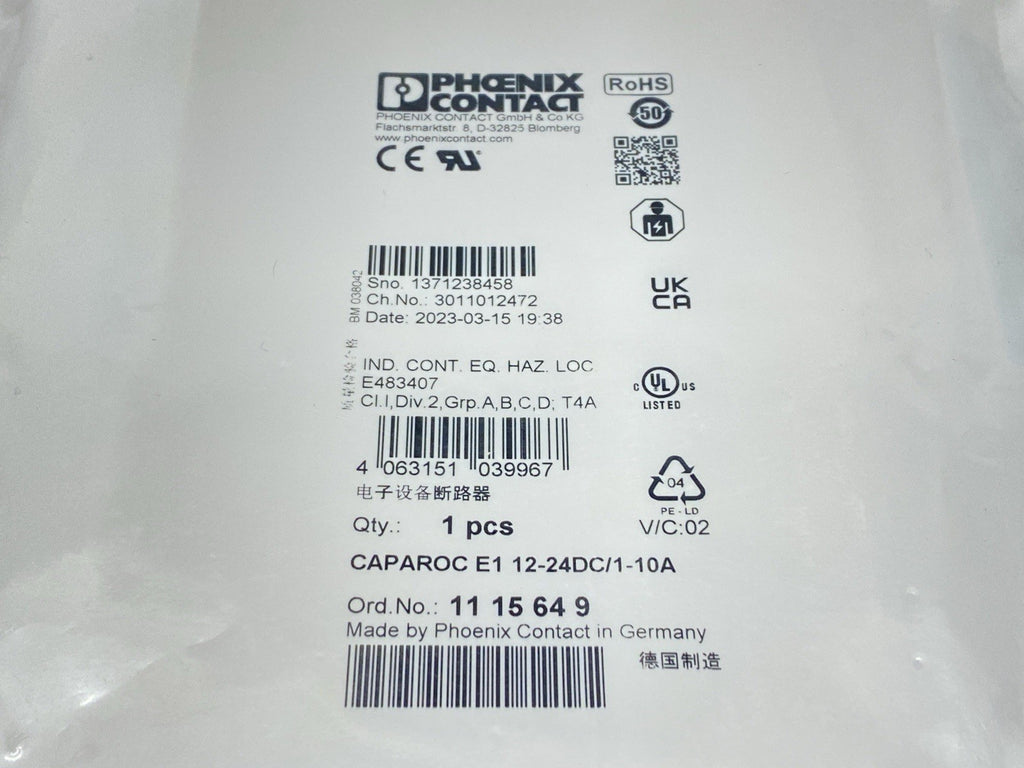 PHŒNIX
CONTACT
PHOENIX CONTACT GmbH & Co KG
Flachsmarktstr. 8, D-32825 Blomberg
www.phoenixcontact.com
RoHS
50
CE
BM 038042
Sno. 1371238458
Ch.No.: 3011012472
Date: 2023-03-15 19:38
UK
CA
IND. CONT. EQ. HAZ. LOC
E483407
Cl.I,Div.2,Grp.A,B,C,D; T4A
C UL US
LISTED
4 063151 039967
电子设备断路器
04
PE-LD
Qty.: 1 pcs
V/C:02
CAPAROC E1 12-24DC/1-10A
Ord.No.: 11 15 64 9
Made by Phoenix Contact in Germany
德国制造